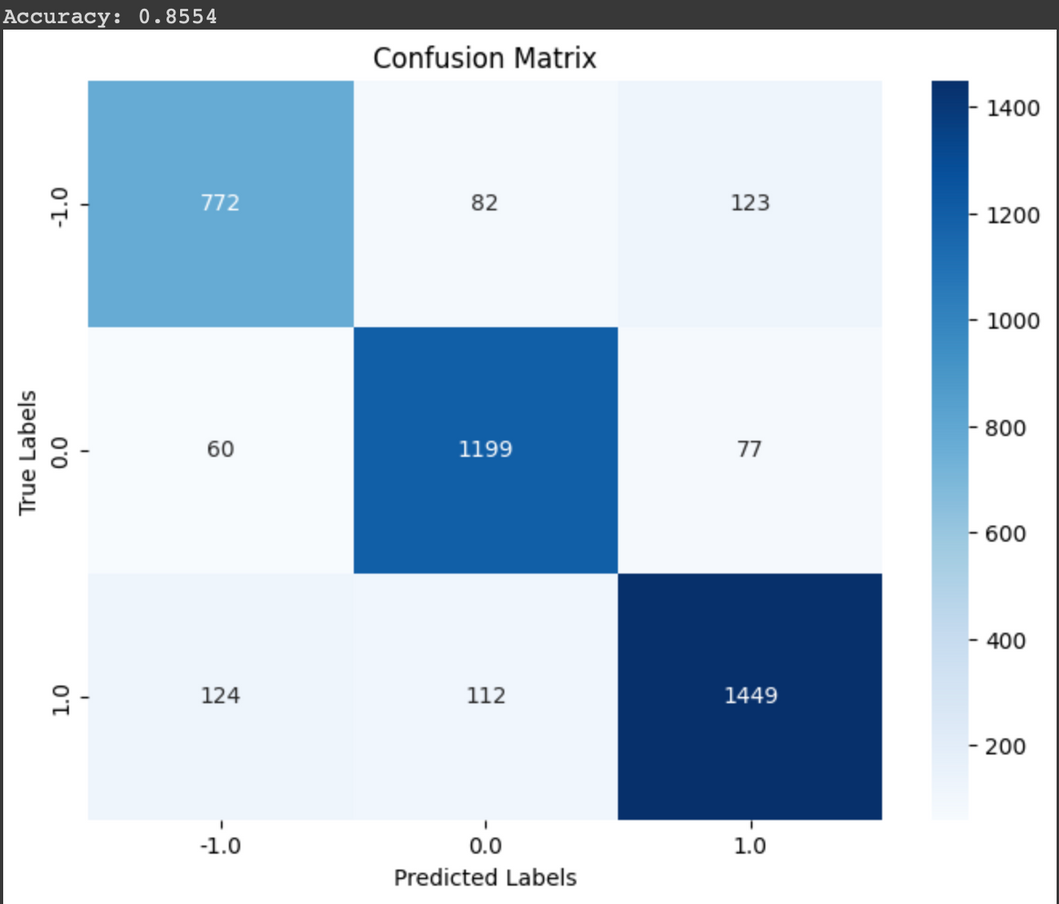 Accuracy: 0.8554
Confusion Matrix
True Labels
-1.0
772 82 123
0.0
60 1199 77
1.0
124 112 1449
-1.0 0.0 1.0
Predicted Labels
1400
1200
1000
800
600
400
200